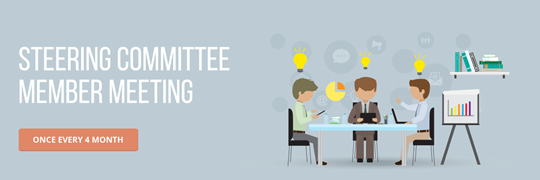 STEERING COMMITTEE
MEMBER MEETING
ONCE EVERY 4 MONTH